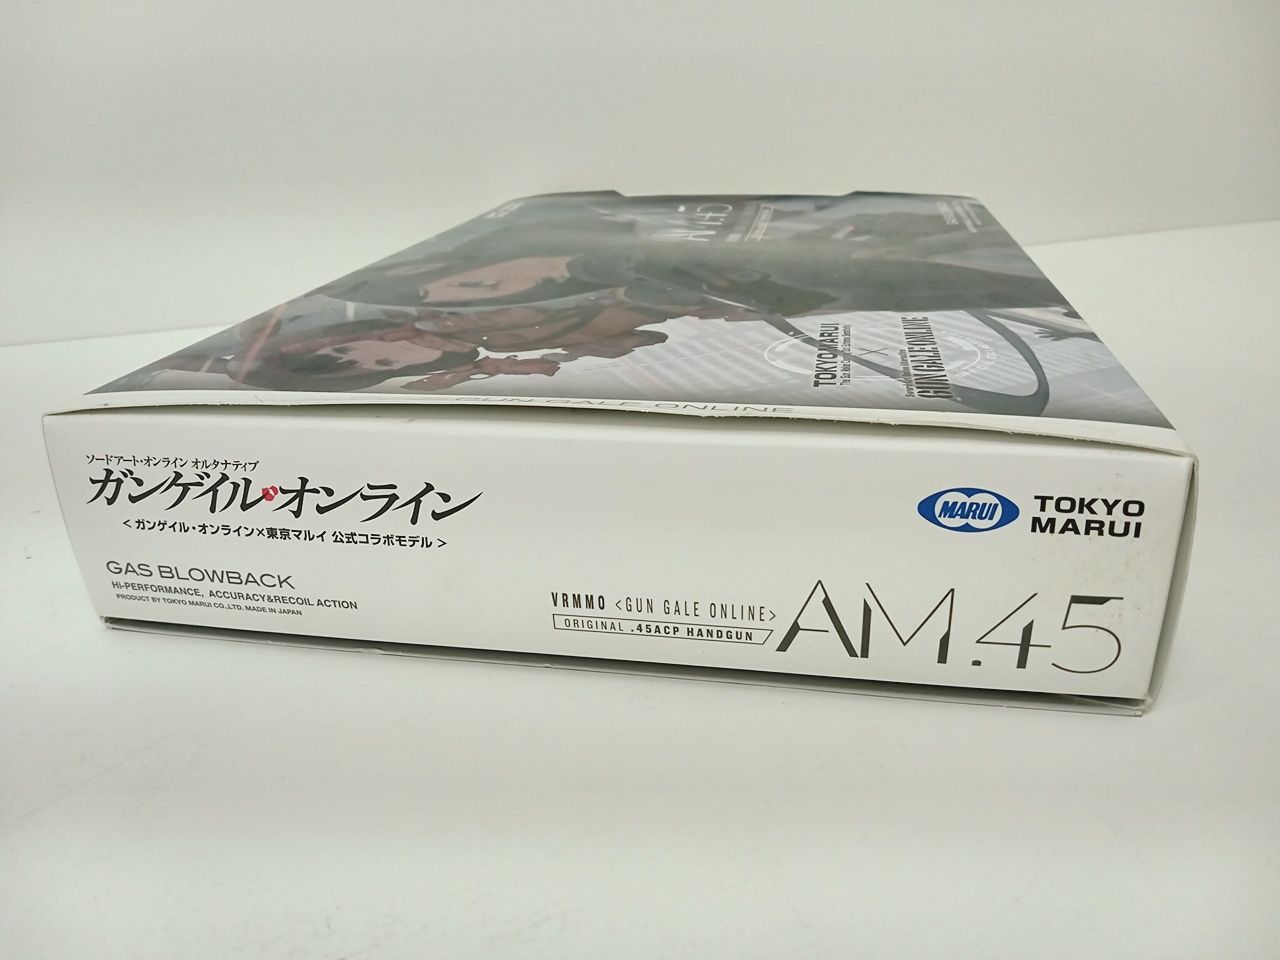 AM.45
TOKYO MARUI
×
GUN GALE ONLINE
GUN GALE ONLINE
ソードアート・オンライン オルタナティブ
ガンゲイル・オンライン
<ガンゲイル・オンライン×東京マルイ 公式コラボモデル>
GAS BLOWBACK
Hi-PERFORMANCE, ACCURACY&RECOIL ACTION
PRODUCT BY TOKYO MARUI CO.,LTD. MADE IN JAPAN
MARUI
TOKYO
MARUI
VRMMO <GUN GALE ONLINE>
ORIGINAL .45ACP HANDGUN
AM.45